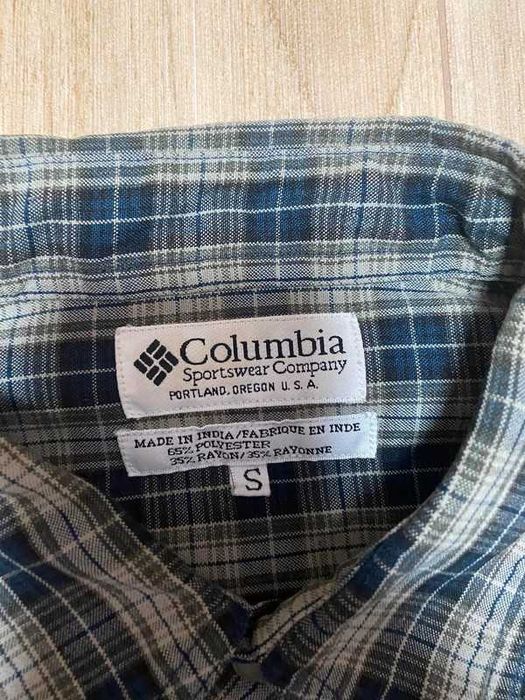 Columbia
Sportswear Company
PORTLAND, OREGON U.S.A.
MADE IN INDIA/FABRIQUE EN INDE
65% POLYESTER
35% RAYON/35% RAYONNE
S